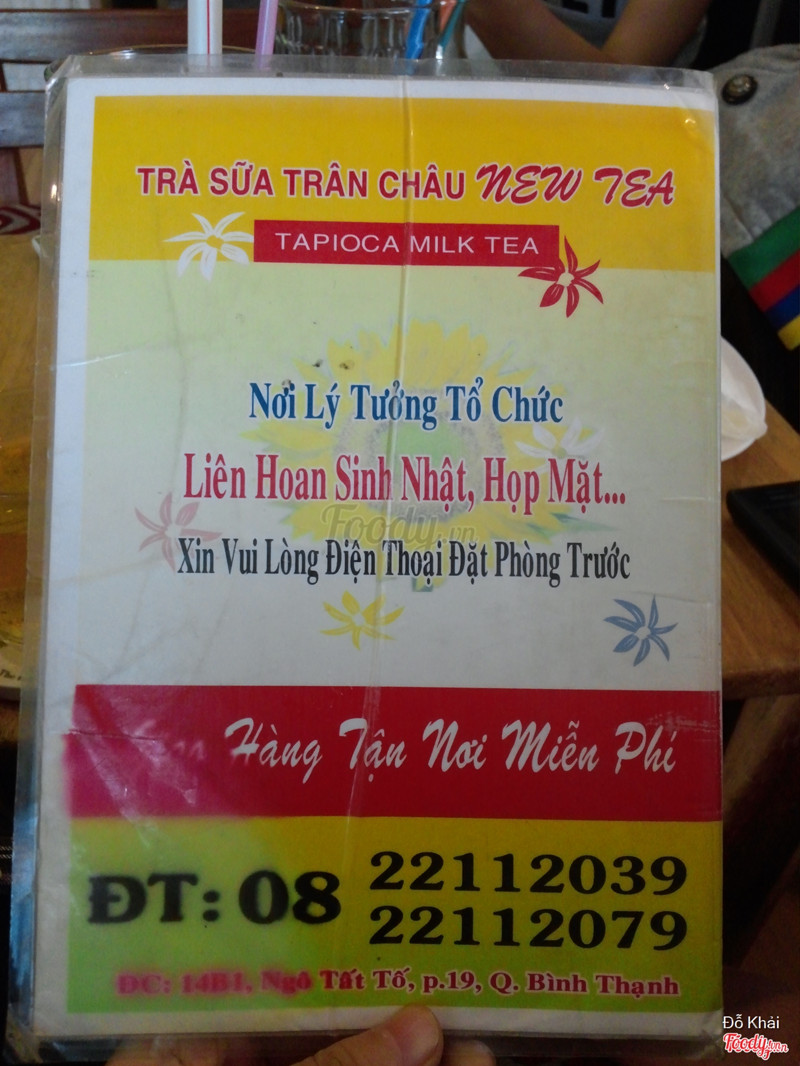 TRÀ SỮA TRÂN CHÂU NEW TEA
TAPIOCA MILK TEA
Nơi Lý Tưởng Tổ Chức
Liên Hoan Sinh Nhật, Họp Mặt...
Foody.vn
Xin Vui Lòng Điện Thoại Đặt Phòng Trước
Hàng Tận Nơi Miễn Phí
ĐT: 08 22112039
22112079
ĐC: 14B1, Ngô Tất Tố, p.19, Q. Bình Thạnh
Đỗ Khải
Foody.vn